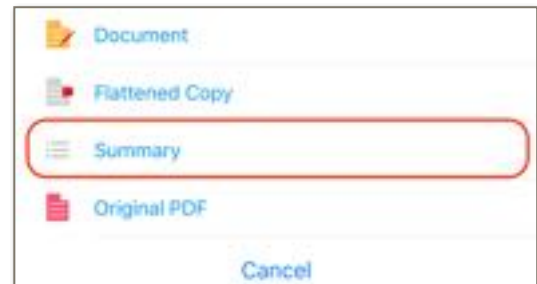 Document
Flattened Copy
Summary
Original PDF
Cancel